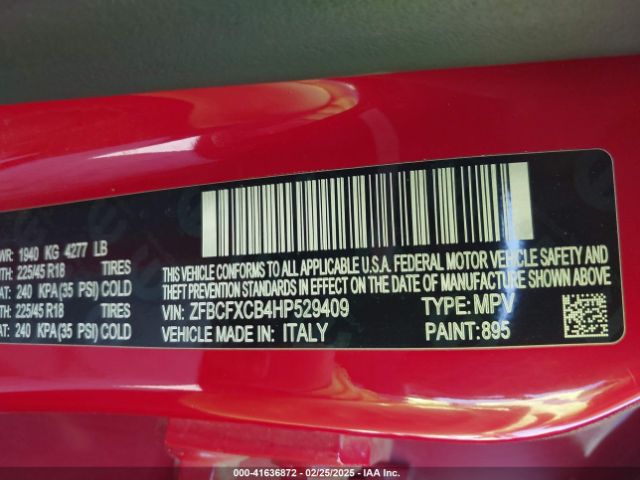 WR: 1940 KG 4277 LB
TH: 225/45 R18 TIRES
AT: 240 KPA(35 PSI) COLD
TH: 225/45 R18 TIRES
AT: 240 KPA(35 PSI) COLD
THIS VEHICLE CONFORMS TO ALL APPLICABLE U.S.A. FEDERAL MOTOR VEHICLE SAFETY AND
THEFT PREVENTION STANDARDS IN EFFECT ON THE DATE OF MANUFACTURE SHOWN ABOVE.
VIN: ZFBCFXCB4HP529409 TYPE: MPV
VEHICLE MADE IN: ITALY PAINT: 895
000-41636872 - 02/25/2025 - IAA Inc.